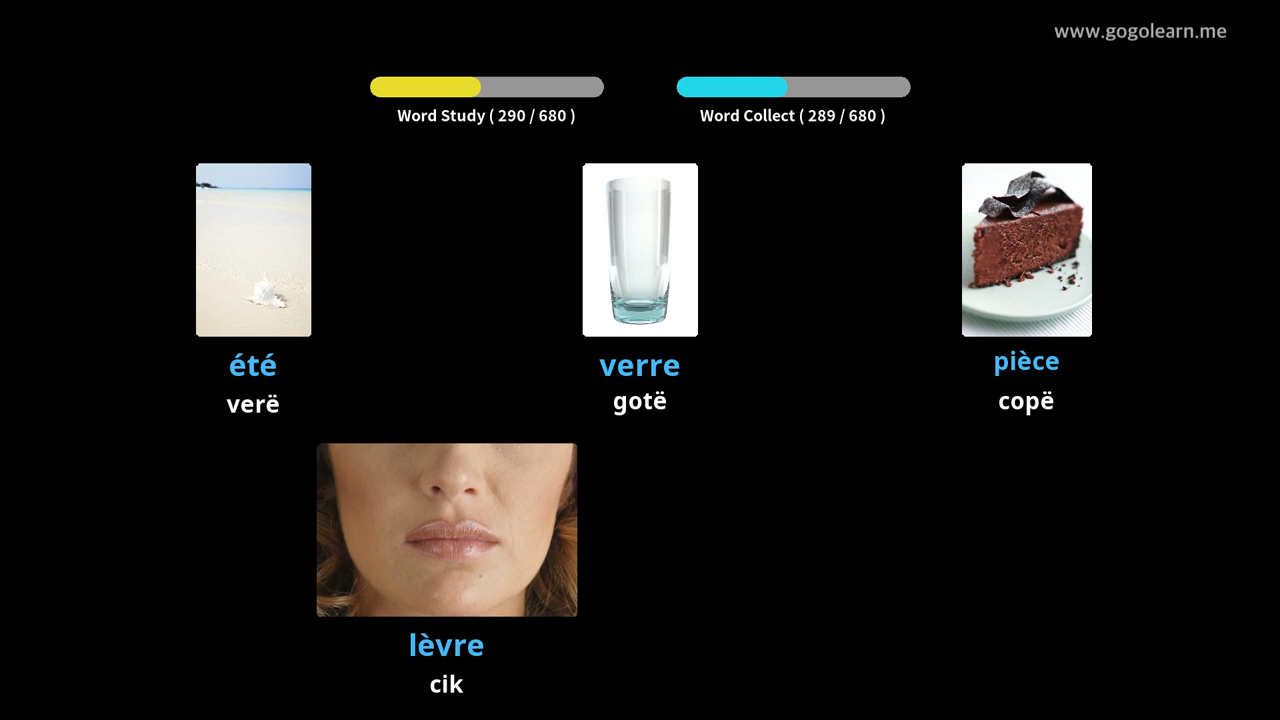 www.gogolearn.me
Word Study ( 290 / 680 )
Word Collect ( 289 / 680 )
été
verë
verre
gotë
pièce
copë
lèvre
cik